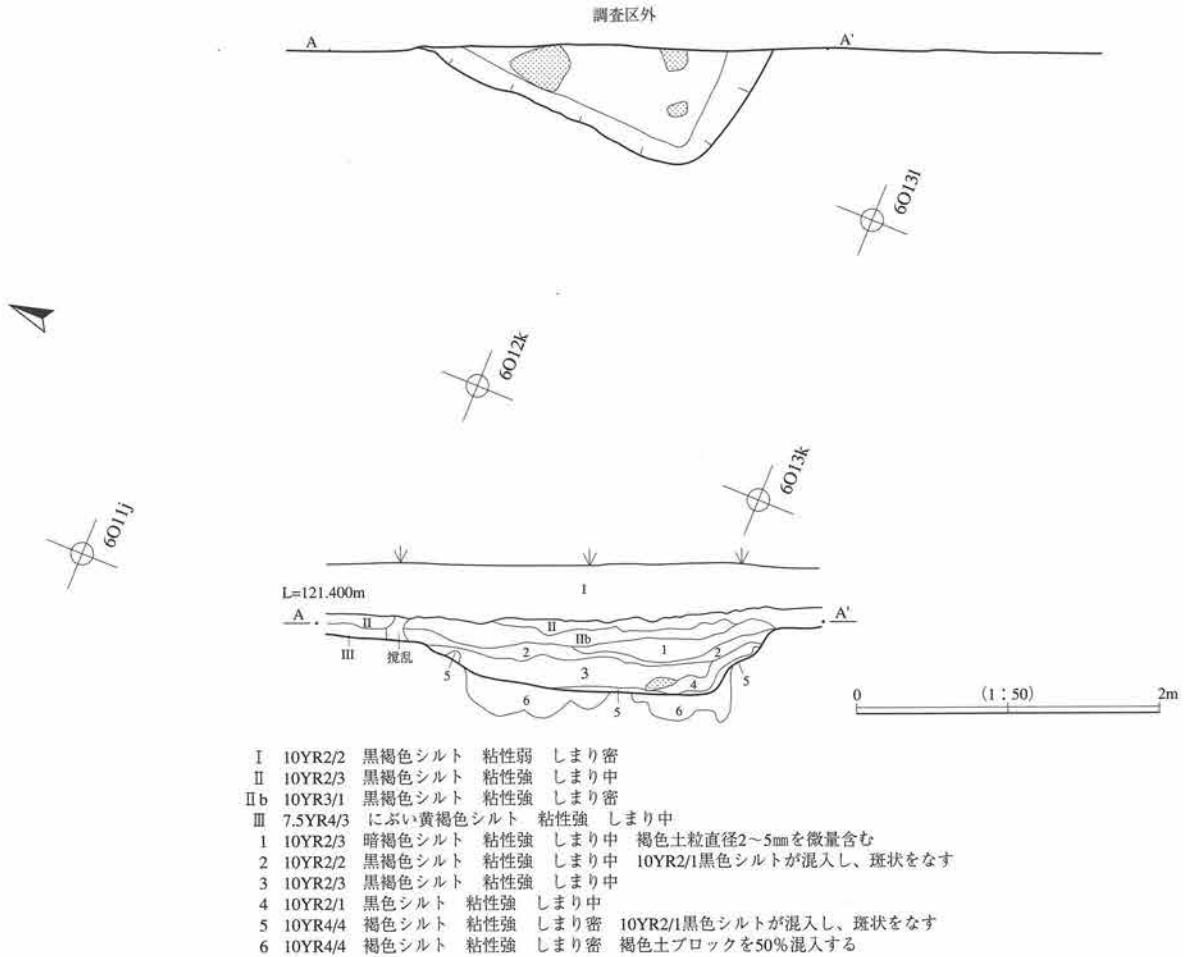 調査区外
A A'
6O13l
6O12k
6O13k
6O11j
I
L=121.400m
A II II A'
IIb
III 撹乱 2 1 2
5 3 4 5
6 5 6
0 (1:50) 2m
I 10YR2/2 黒褐色シルト 粘性弱 しまり密
II 10YR2/3 黒褐色シルト 粘性強 しまり中
IIb 10YR3/1 黒褐色シルト 粘性強 しまり密
III 7.5YR4/3 にぶい黄褐色シルト 粘性強 しまり中
1 10YR2/3 暗褐色シルト 粘性強 しまり中 褐色土粒直径2~5㎜を微量含む
2 10YR2/2 黒褐色シルト 粘性強 しまり中 10YR2/1黒色シルトが混入し、斑状をなす
3 10YR2/3 黒褐色シルト 粘性強 しまり中
4 10YR2/1 黒色シルト 粘性強 しまり中
5 10YR4/4 褐色シルト 粘性強 しまり密 10YR2/1黒色シルトが混入し、斑状をなす
6 10YR4/4 褐色シルト 粘性強 しまり密 褐色土ブロックを50%混入する